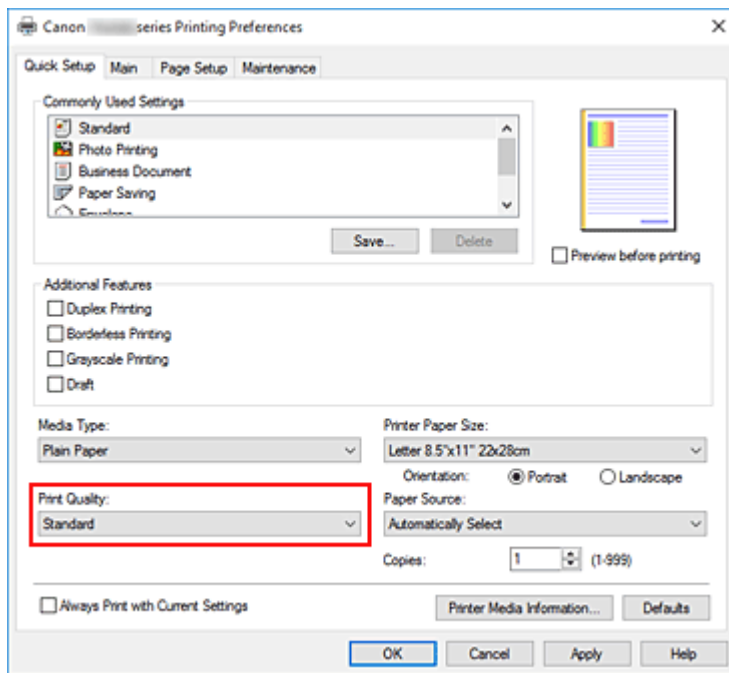 Canon series Printing Preferences
Quick Setup Main Page Setup Maintenance
Commonly Used Settings
Standard
Photo Printing
Business Document
Paper Saving
Envelope
Save... Delete
Preview before printing
Additional Features
Duplex Printing
Borderless Printing
Grayscale Printing
Draft
Media Type: Printer Paper Size:
Plain Paper Letter 8.5"x11" 22x28cm
Orientation: Portrait Landscape
Print Quality: Paper Source:
Standard Automatically Select
Copies: 1 (1-999)
Always Print with Current Settings Printer Media Information... Defaults
OK Cancel Apply Help